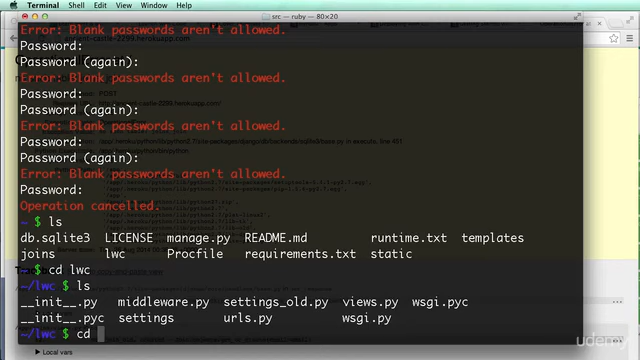 Terminal Shell Edit View Window Help
src — ruby — 80×20
Error: Blank passwords aren't allowed.
Password:
Password (again):
Error: Blank passwords aren't allowed.
Password:
Password (again):
Error: Blank passwords aren't allowed.
Password:
Password (again):
Error: Blank passwords aren't allowed.
Password:
Operation cancelled.
~ $ ls
db.sqlite3 LICENSE manage.py README.md runtime.txt templates
joins lwc Procfile requirements.txt static
~ $ cd lwc
~/lwc $ ls
__init__.py middleware.py settings_old.py views.py wsgi.pyc
__init__.pyc settings urls.py wsgi.py
~/lwc $ cd
▶ Local vars
udemy